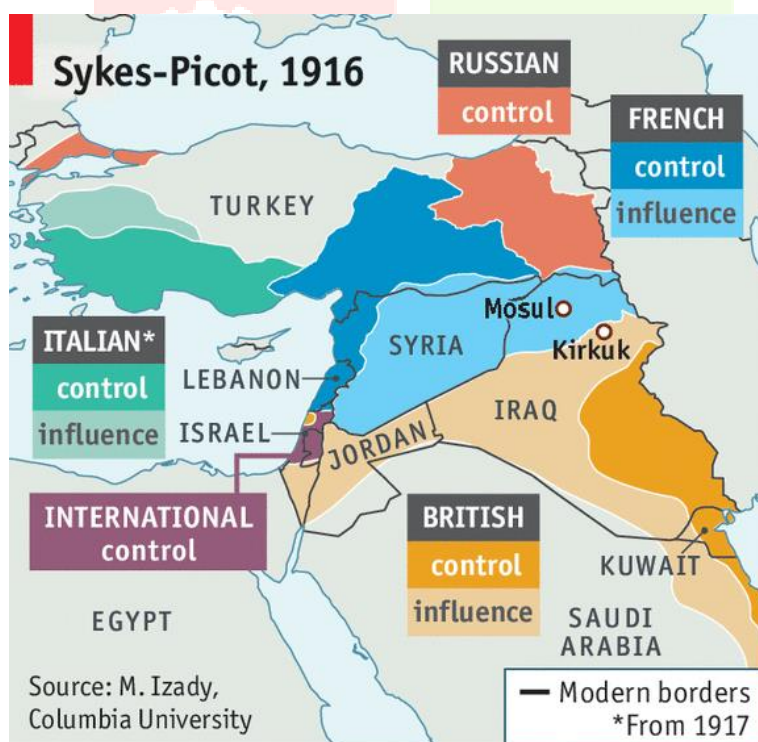 Sykes-Picot, 1916
RUSSIAN
control
FRENCH
control
influence
TURKEY
Mosul
Kirkuk
SYRIA
ITALIAN*
control
influence
LEBANON
ISRAEL
JORDAN
IRAQ
INTERNATIONAL
control
BRITISH
control
influence
KUWAIT
EGYPT
SAUDI
ARABIA
Source: M. Izady,
Columbia University
Modern borders
*From 1917